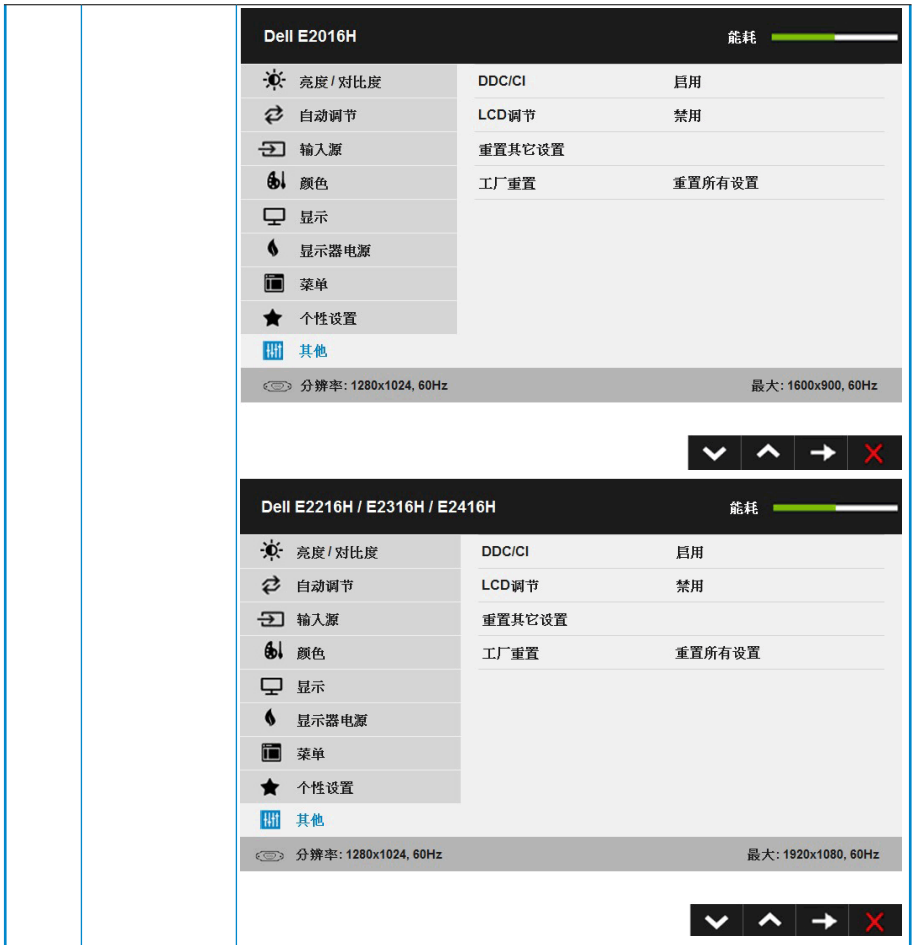 Dell E2016H 能耗
亮度/对比度 DDC/CI 启用
自动调节 LCD调节 禁用
输入源 重置其它设置
颜色 工厂重置 重置所有设置
显示
显示器电源
菜单
个性设置
其他
分辨率: 1280x1024, 60Hz 最大: 1600x900, 60Hz
Dell E2216H / E2316H / E2416H 能耗
亮度/对比度 DDC/CI 启用
自动调节 LCD调节 禁用
输入源 重置其它设置
颜色 工厂重置 重置所有设置
显示
显示器电源
菜单
个性设置
其他
分辨率: 1280x1024, 60Hz 最大: 1920x1080, 60Hz